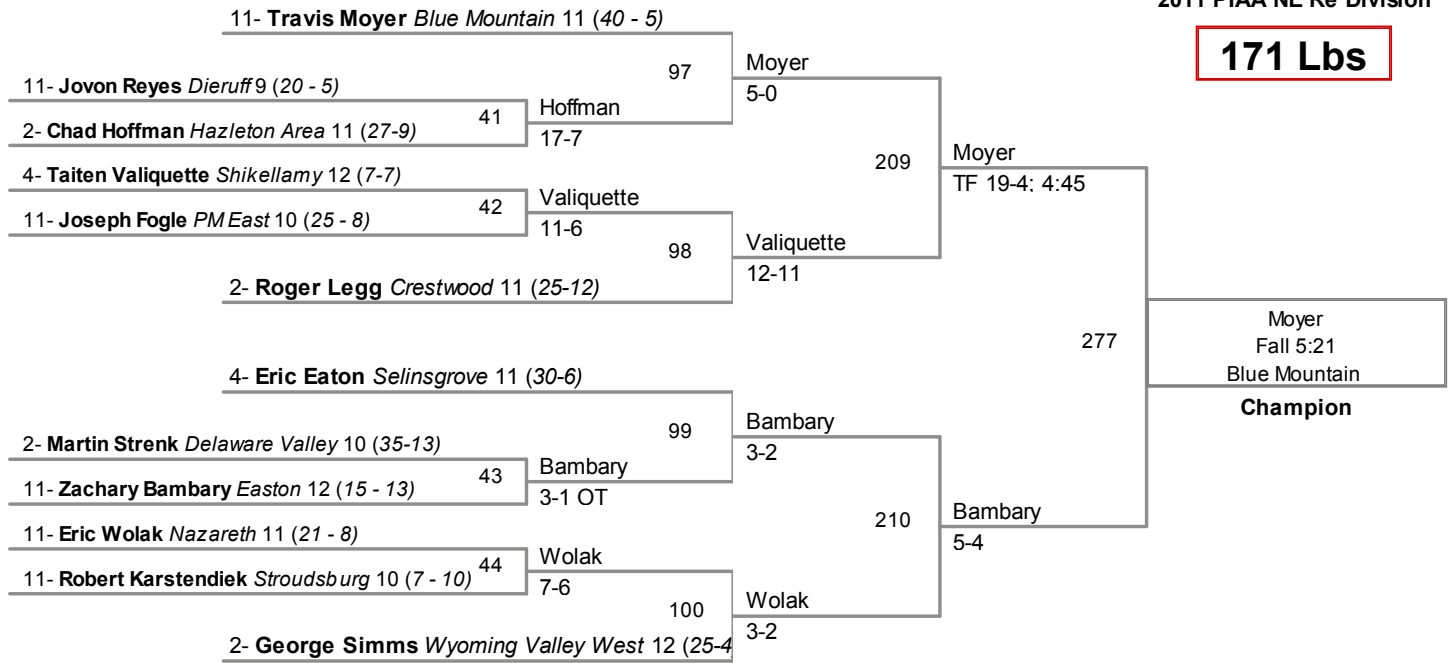 2011 PIAA NE Re Division
171 Lbs
11- Travis Moyer Blue Mountain 11 (40 - 5)
97
Moyer
5-0
11- Jovon Reyes Dieruff 9 (20 - 5)
41
Hoffman
17-7
2- Chad Hoffman Hazleton Area 11 (27-9)
209
Moyer
TF 19-4; 4:45
4- Taiten Valiquette Shikellamy 12 (7-7)
42
Valiquette
11-6
11- Joseph Fogle PM East 10 (25 - 8)
98
Valiquette
12-11
2- Roger Legg Crestwood 11 (25-12)
277
Moyer
Fall 5:21
Blue Mountain
Champion
4- Eric Eaton Selinsgrove 11 (30-6)
99
Bambary
3-2
2- Martin Strenk Delaware Valley 10 (35-13)
43
Bambary
3-1 OT
11- Zachary Bambary Easton 12 (15 - 13)
210
Bambary
5-4
11- Eric Wolak Nazareth 11 (21 - 8)
44
Wolak
7-6
11- Robert Karstendiek Stroudsburg 10 (7 - 10)
100
Wolak
3-2
2- George Simms Wyoming Valley West 12 (25-4